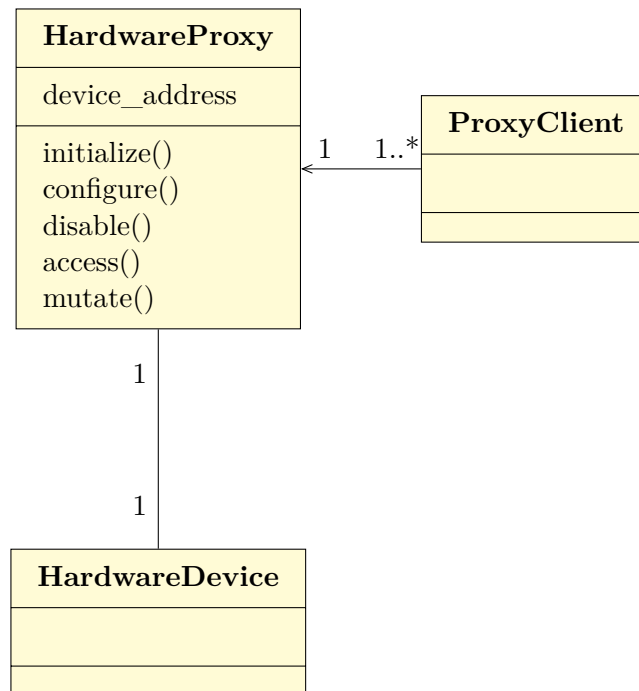 HardwareProxy
device_address
initialize()
configure()
disable()
access()
mutate()
ProxyClient
1 1..*
1
1
HardwareDevice